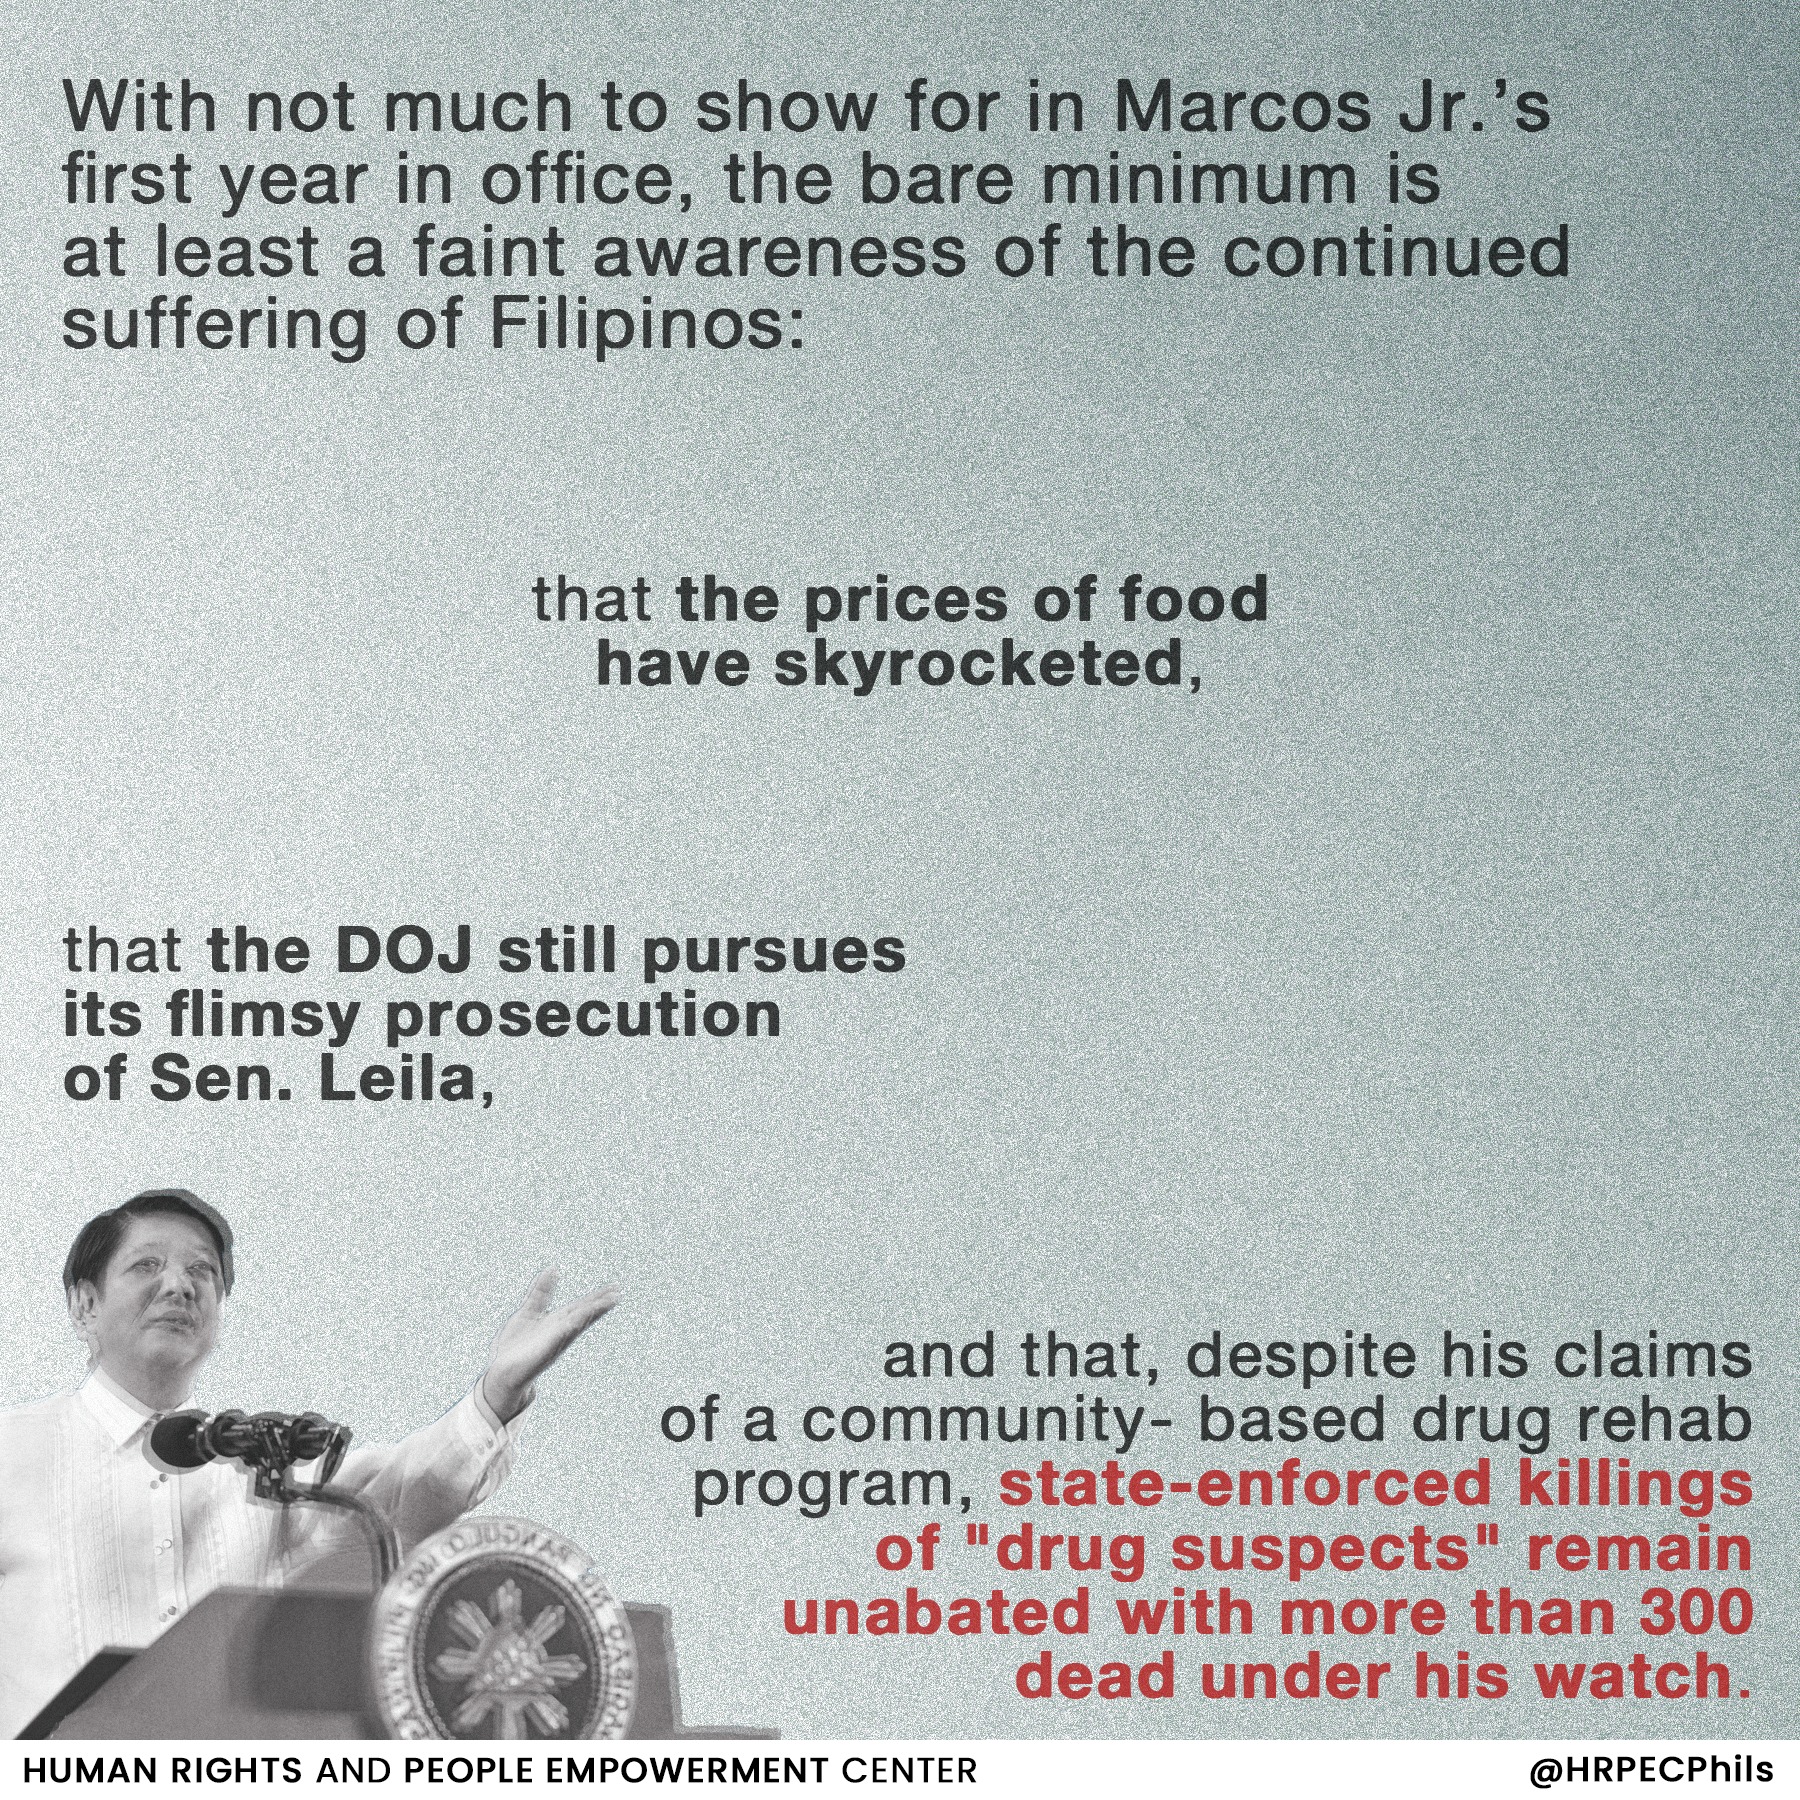 With not much to show for in Marcos Jr.’s
first year in office, the bare minimum is
at least a faint awareness of the continued
suffering of Filipinos:
that the prices of food
have skyrocketed,
that the DOJ still pursues
its flimsy prosecution
of Sen. Leila,
and that, despite his claims
of a community- based drug rehab
program, state-enforced killings
of "drug suspects" remain
unabated with more than 300
dead under his watch.
HUMAN RIGHTS AND PEOPLE EMPOWERMENT CENTER
@HRPECPhils